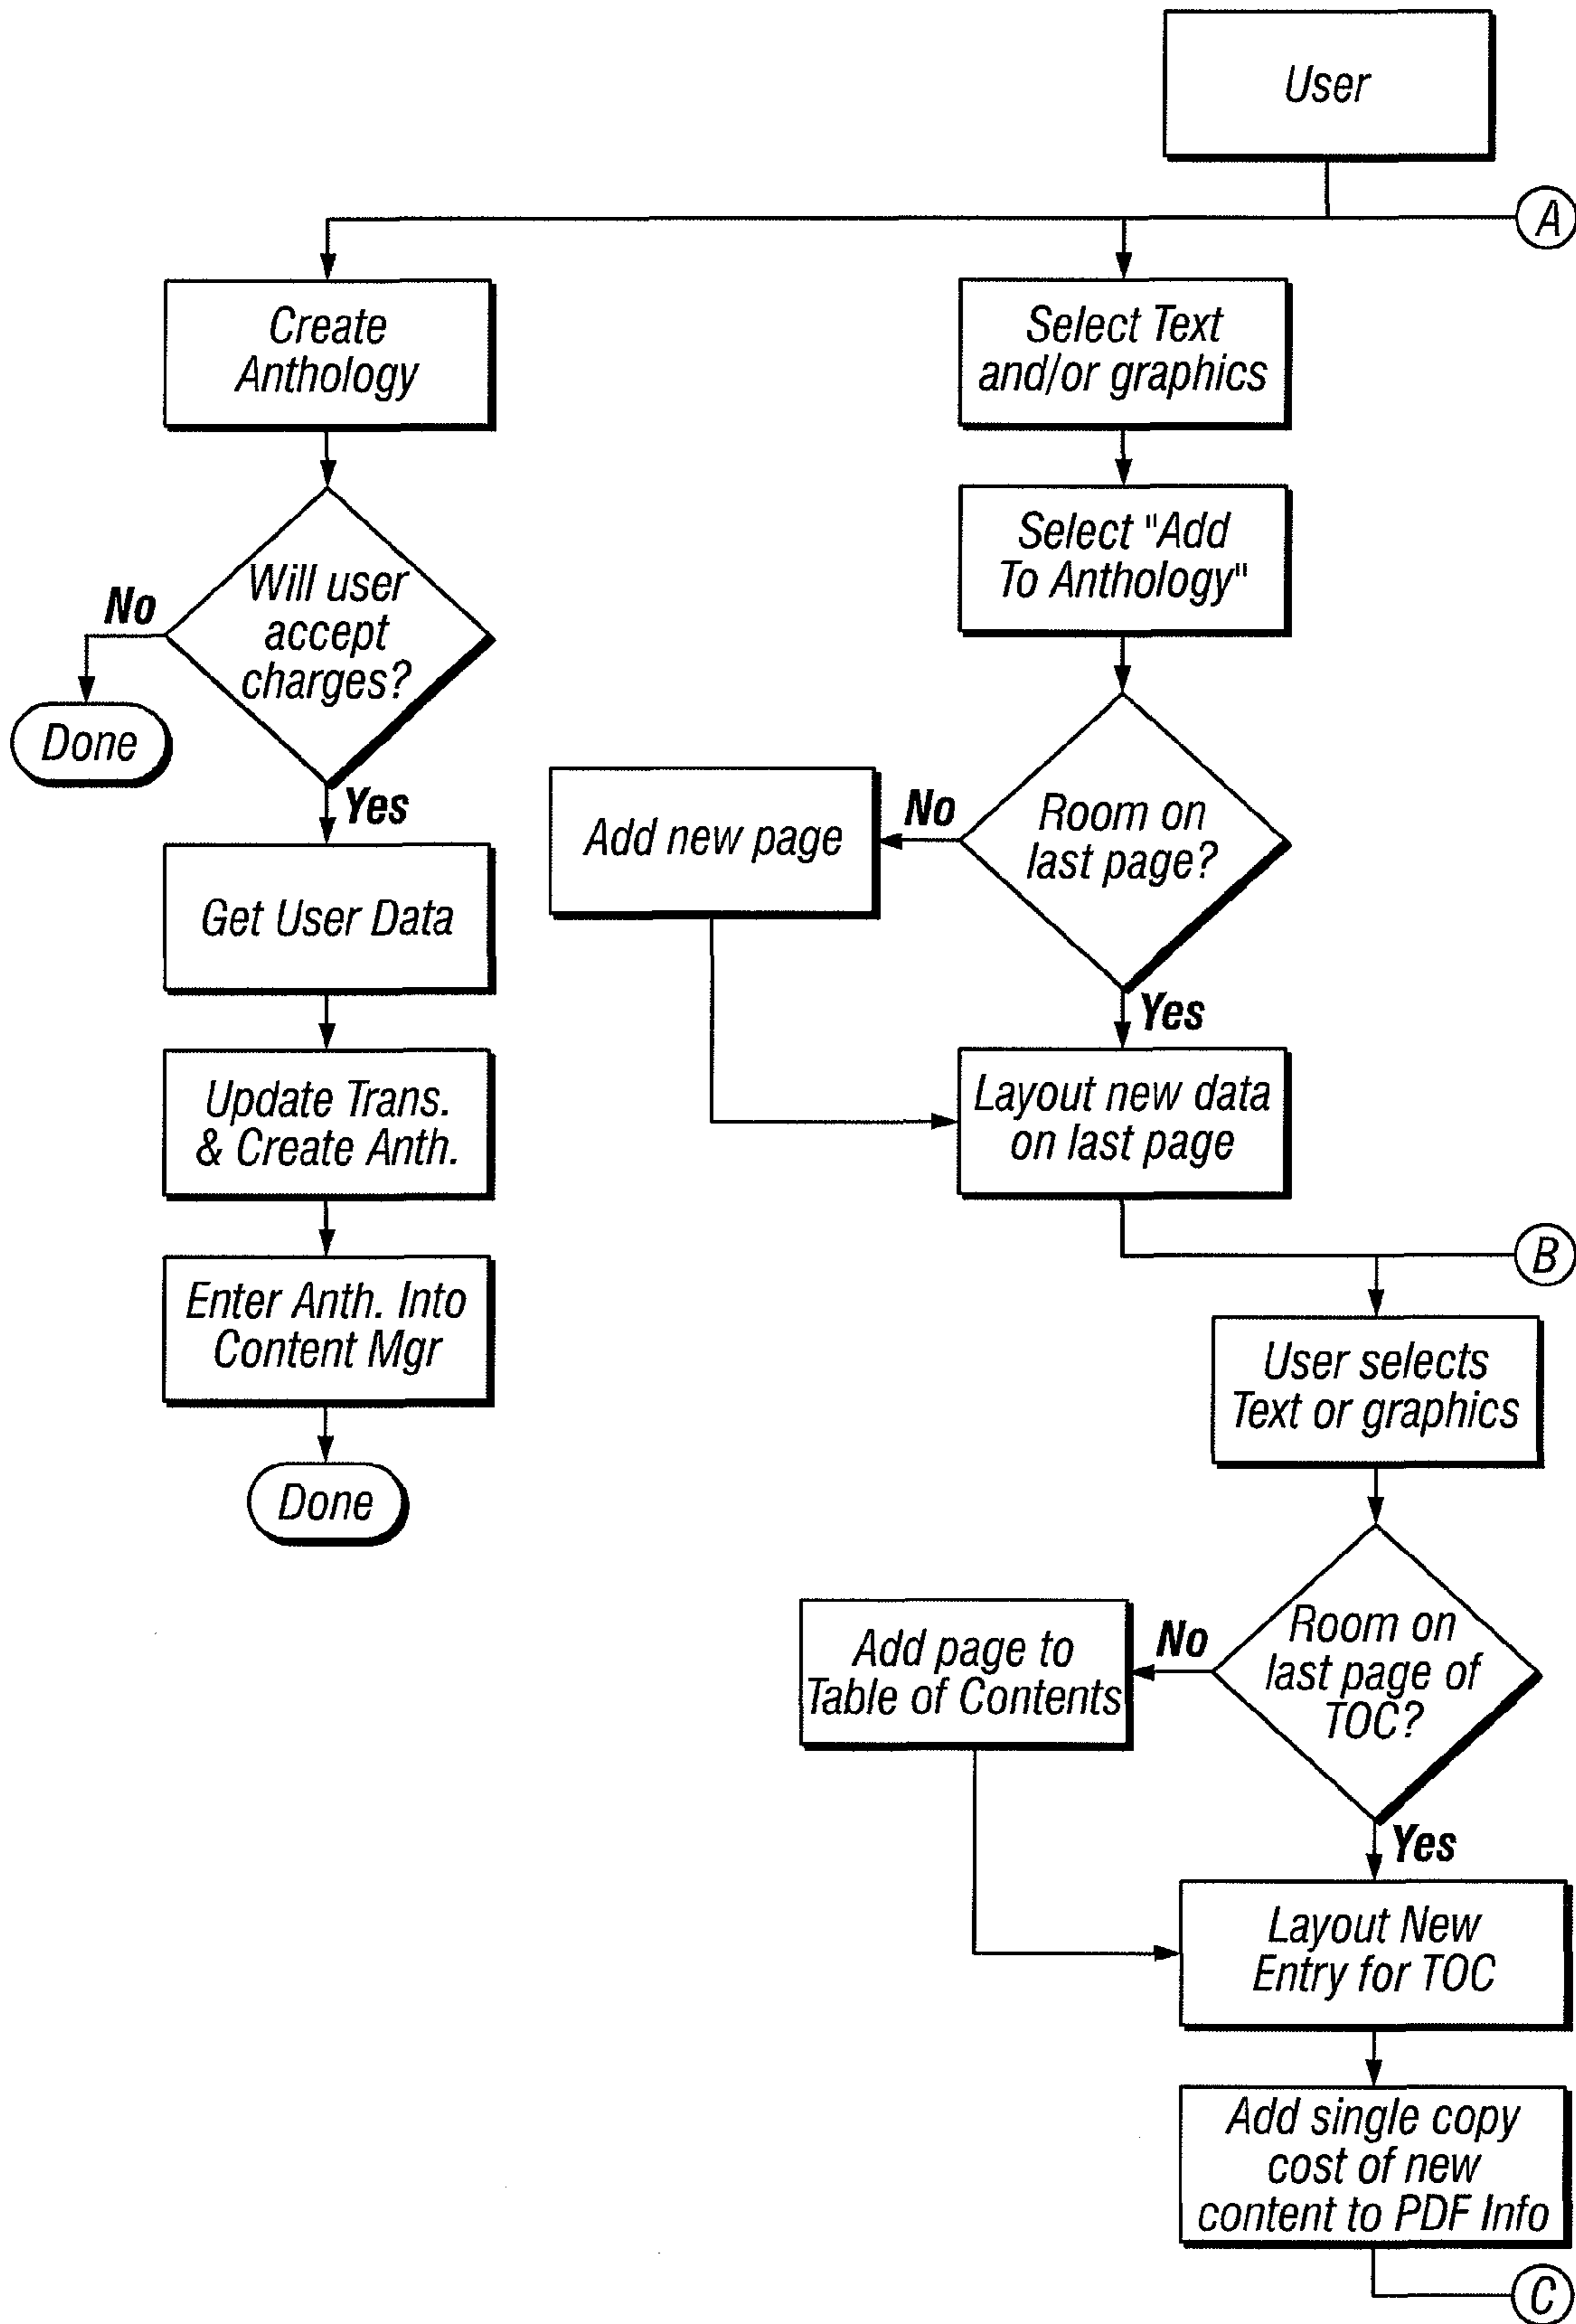 User
A
Create
Anthology
Select Text
and/or graphics
Select "Add
To Anthology"
Will user
accept
charges?
No
Done
Yes
Room on
last page?
No
Add new page
Yes
Get User Data
Layout new data
on last page
Update Trans.
& Create Anth.
Enter Anth. Into
Content Mgr
Done
B
User selects
Text or graphics
Room on
last page of
TOC?
No
Add page to
Table of Contents
Yes
Layout New
Entry for TOC
Add single copy
cost of new
content to PDF Info
C